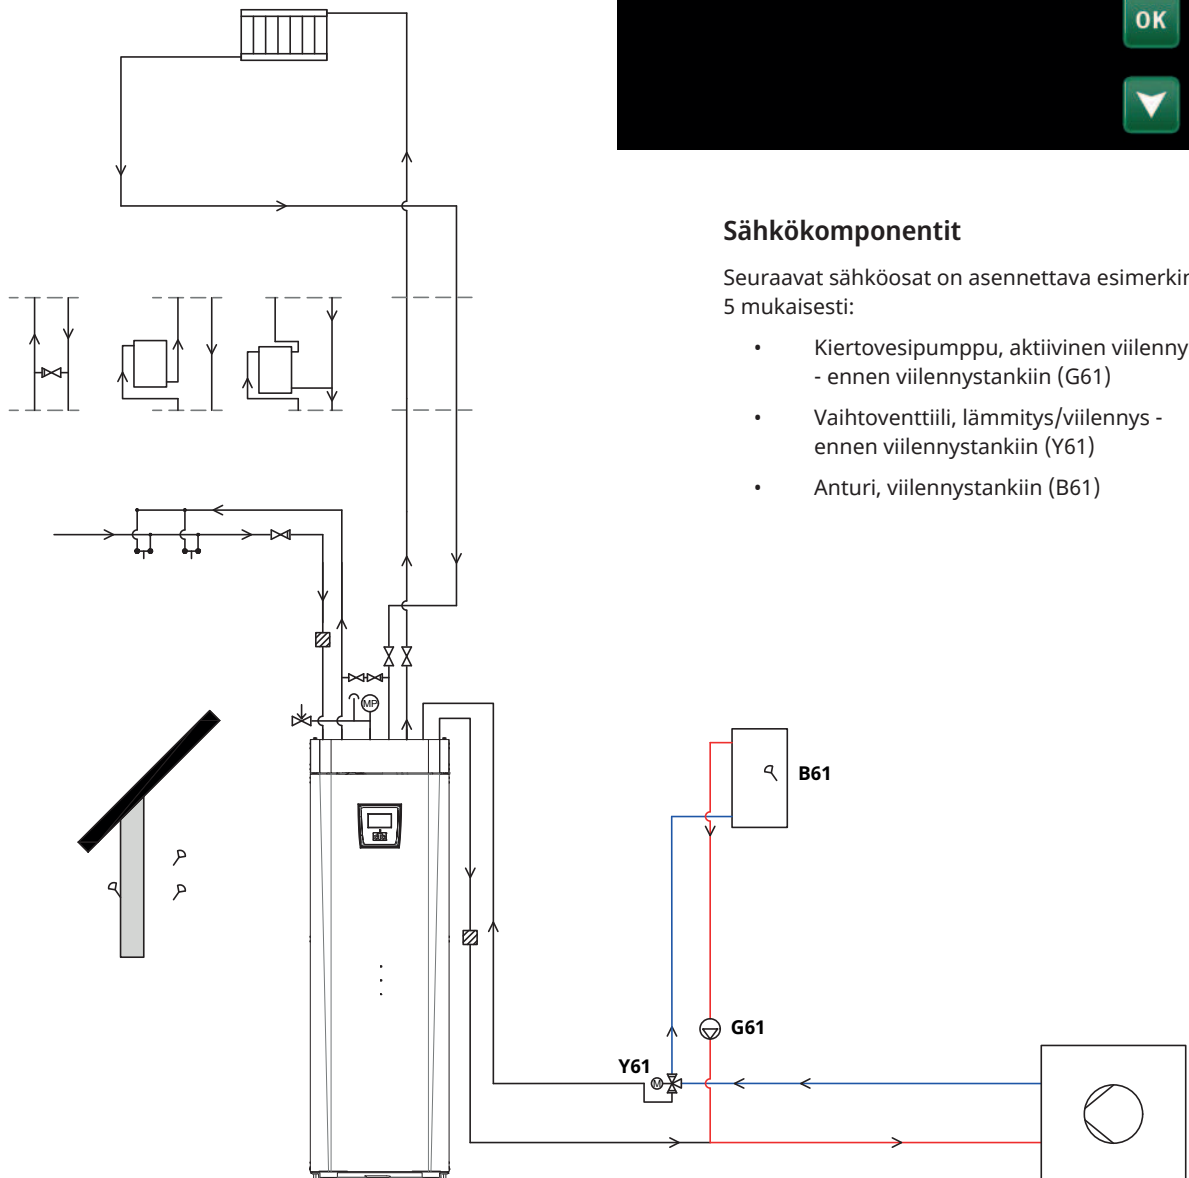 OK
Sähkökomponentit
Seuraavat sähköosat on asennettava esimerkin
5 mukaisesti:
• Kiertovesipumppu, aktiivinen viilenny
- ennen viilennystankiin (G61)
• Vaihtoventtiili, lämmitys/viilennys -
ennen viilennystankiin (Y61)
• Anturi, viilennystankiin (B61)
MP
B61
G61
Y61
M